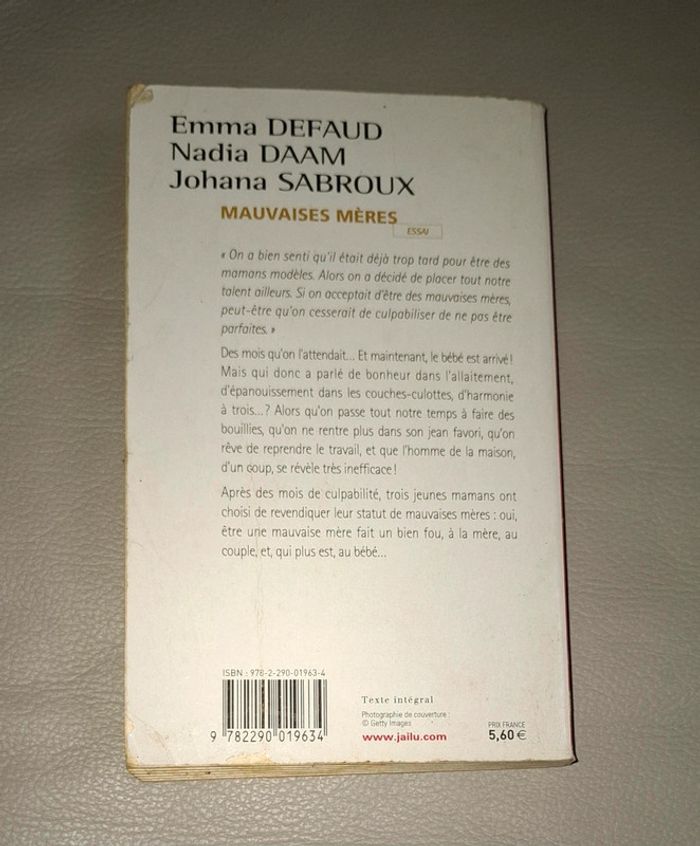 Emma DEFAUD
Nadia DAAM
Johana SABROUX
MAUVAISES MÈRES
ESSAI
« On a bien senti qu'il était déjà trop tard pour être des
mamans modèles. Alors on a décidé de placer tout notre
talent ailleurs. Si on acceptait d'être des mauvaises mères,
peut-être qu'on cesserait de culpabiliser de ne pas être
parfaites. »
Des mois qu'on l'attendait... Et maintenant, le bébé est arrivé !
Mais qui donc a parlé de bonheur dans l'allaitement,
d'épanouissement dans les couches-culottes, d'harmonie
à trois...? Alors qu'on passe tout notre temps à faire des
bouillies, qu'on ne rentre plus dans son jean favori, qu'on
rêve de reprendre le travail, et que l'homme de la maison,
d'un coup, se révèle très inefficace !
Après des mois de culpabilité, trois jeunes mamans ont
choisi de revendiquer leur statut de mauvaises mères : oui,
être une mauvaise mère fait un bien fou, à la mère, au
couple, et, qui plus est, au bébé...
ISBN : 978-2-290-01963-4
9 782290 019634
Texte intégral
Photographie de couverture :
© Getty Images
www.jailu.com
PRIX FRANCE
5,60 €